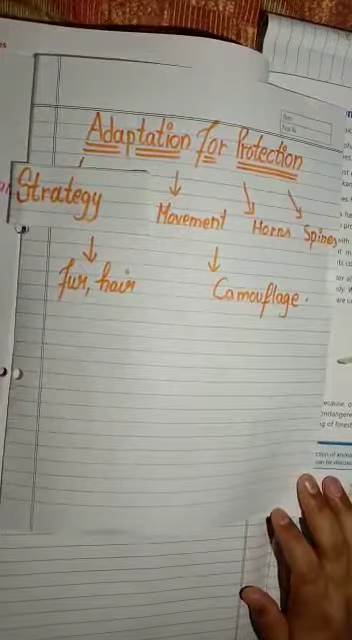 Adaptation For Protection
Strategy
Movement
Horns
Spines
Fur, hair
Camouflage.